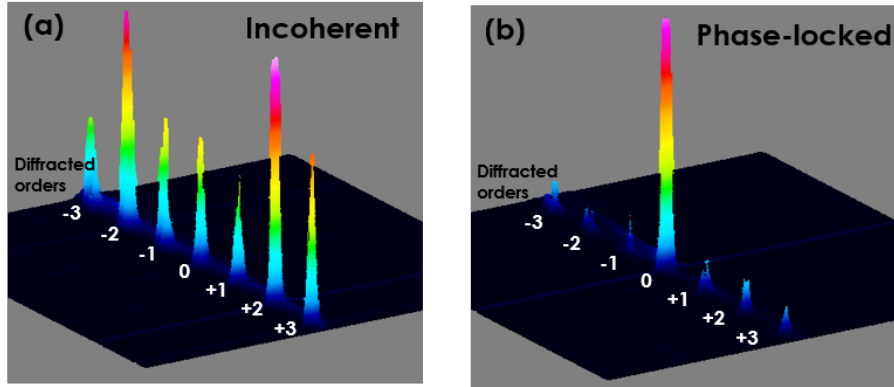 (a)
Incoherent
Diffracted
orders
-3
-2
-1
0
+1
+2
+3
(b)
Phase-locked
Diffracted
orders
-3
-2
-1
0
+1
+2
+3